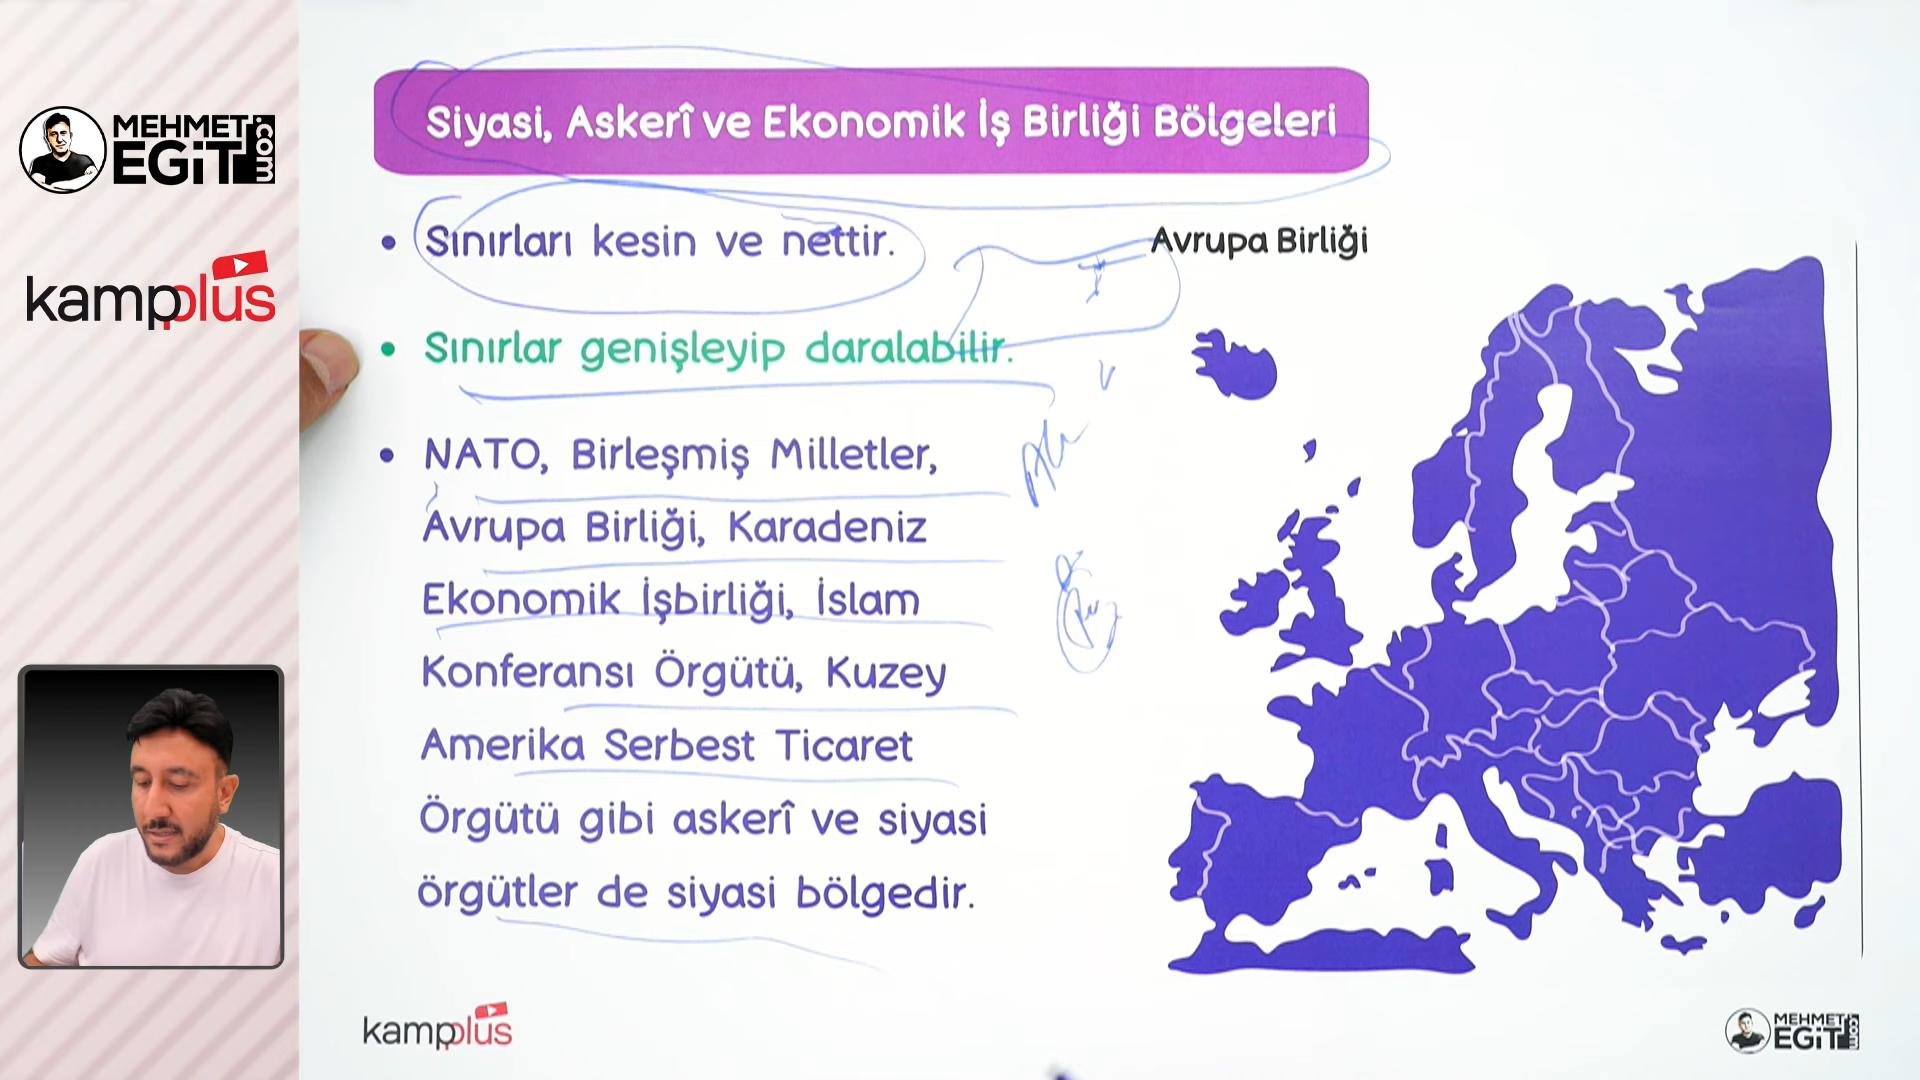 MEHMET
EGiT
.com
kampplus
Siyasi, Askerî ve Ekonomik İş Birliği Bölgeleri
• Sınırları kesin ve nettir.
Avrupa Birliği
• Sınırlar genişleyip daralabilir.
• NATO, Birleşmiş Milletler,
Avrupa Birliği, Karadeniz
Ekonomik İşbirliği, İslam
Konferansı Örgütü, Kuzey
Amerika Serbest Ticaret
Örgütü gibi askerî ve siyasi
örgütler de siyasi bölgedir.
kampplus
MEHMET
EGiT
.com